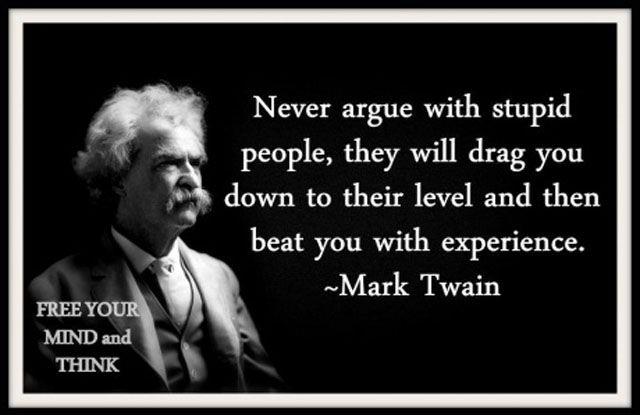 Never argue with stupid
people, they will drag you
down to their level and then
beat you with experience.
~Mark Twain
FREE YOUR
MIND and
THINK